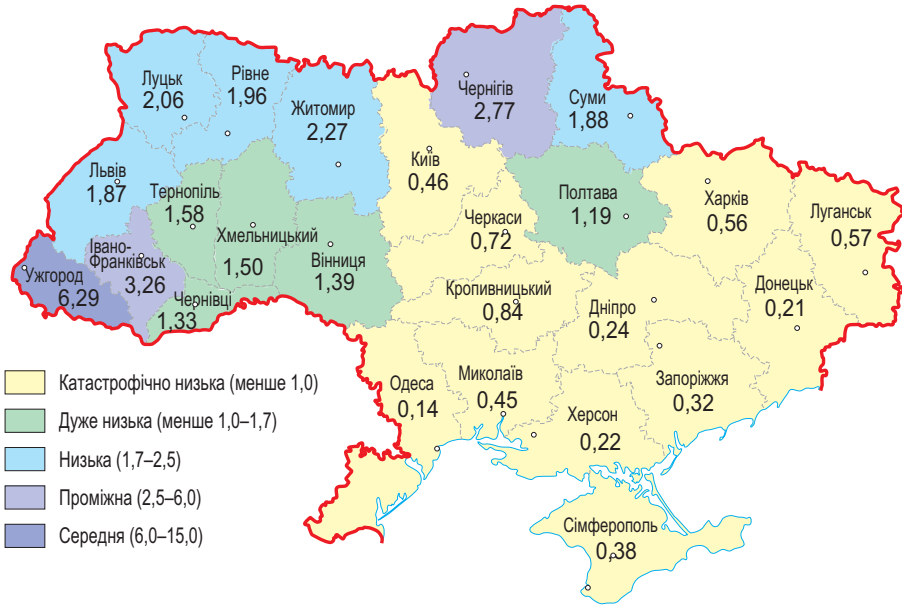 Луцьк
2,06
Рівне
1,96
Житомир
2,27
Чернігів
2,77
Суми
1,88
Київ
0,46
Львів
1,87
Тернопіль
1,58
Хмельницький
1,50
Вінниця
1,39
Черкаси
0,72
Полтава
1,19
Харків
0,56
Луганськ
0,57
Ужгород
6,29
Івано-
Франківськ
3,26
Чернівці
1,33
Кропивницький
0,84
Дніпро
0,24
Донецьк
0,21
Одеса
0,14
Миколаїв
0,45
Херсон
0,22
Запоріжжя
0,32
Сімферополь
0,38
Катастрофічно низька (менше 1,0)
Дуже низька (менше 1,0–1,7)
Низька (1,7–2,5)
Проміжна (2,5–6,0)
Середня (6,0–15,0)